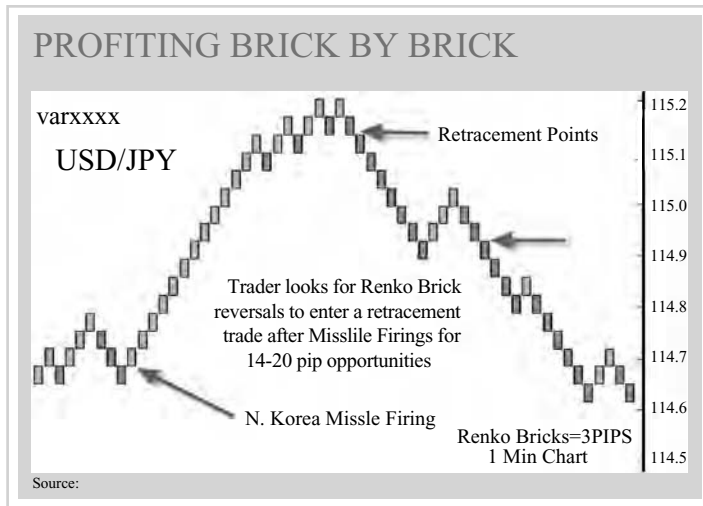 PROFITING BRICK BY BRICK
varxxxx
USD/JPY
Retracement Points
Trader looks for Renko Brick
reversals to enter a retracement
trade after Misslile Firings for
14-20 pip opportunities
N. Korea Missle Firing
Renko Bricks=3PIPS
1 Min Chart
115.2
115.1
115.0
114.9
114.8
114.7
114.6
114.5
Source: